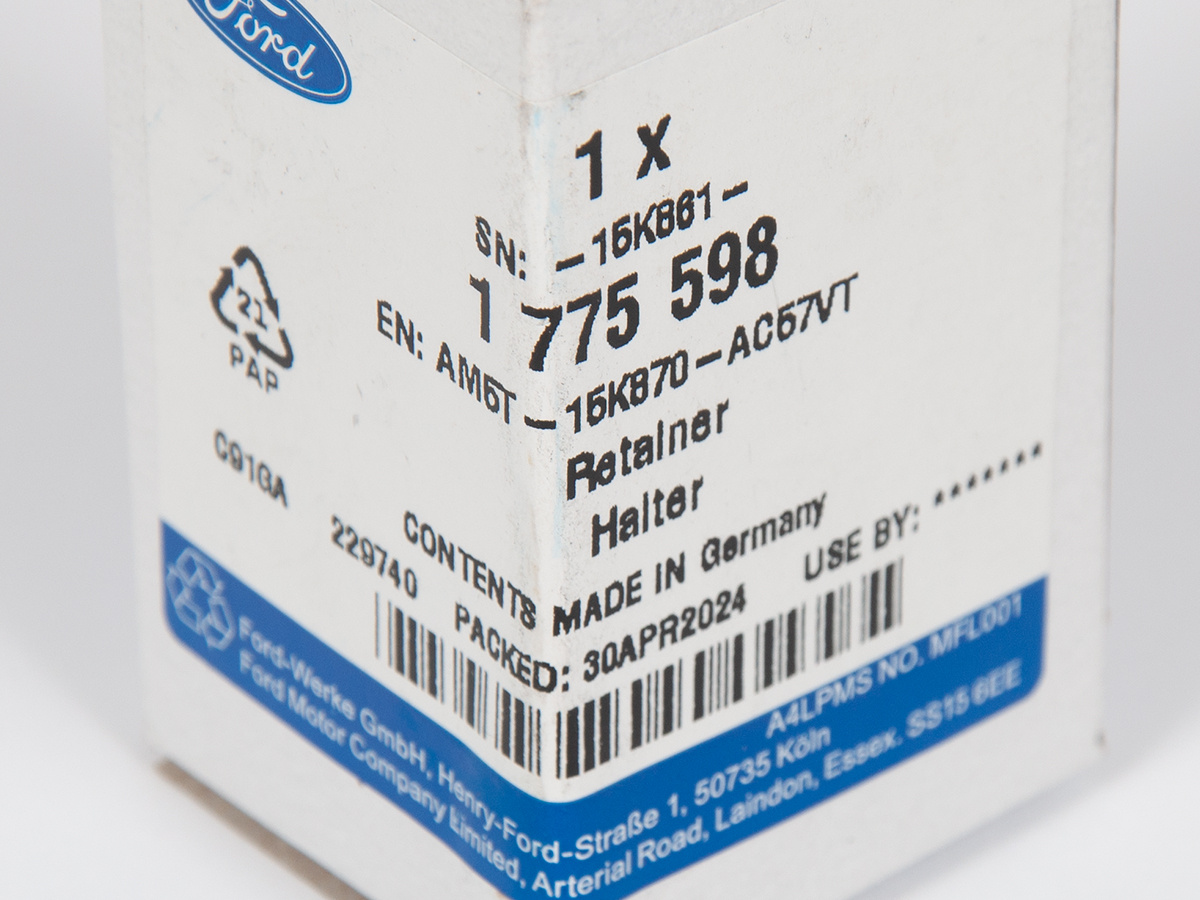 Ford
1 X
SN: -15K861-
1 775 598
EN: AM5T-15K870-AC57VT
Retainer
Halter
21
PAP
C91GA
CONTENTS MADE IN Germany
229740 PACKED: 30APR2024 USE BY: *******
A4LPMS NO. MFL001
Ford-Werke GmbH, Henry-Ford-Straße 1, 50735 Köln
Ford Motor Company Limited, Arterial Road, Laindon, Essex. SS15 6EE